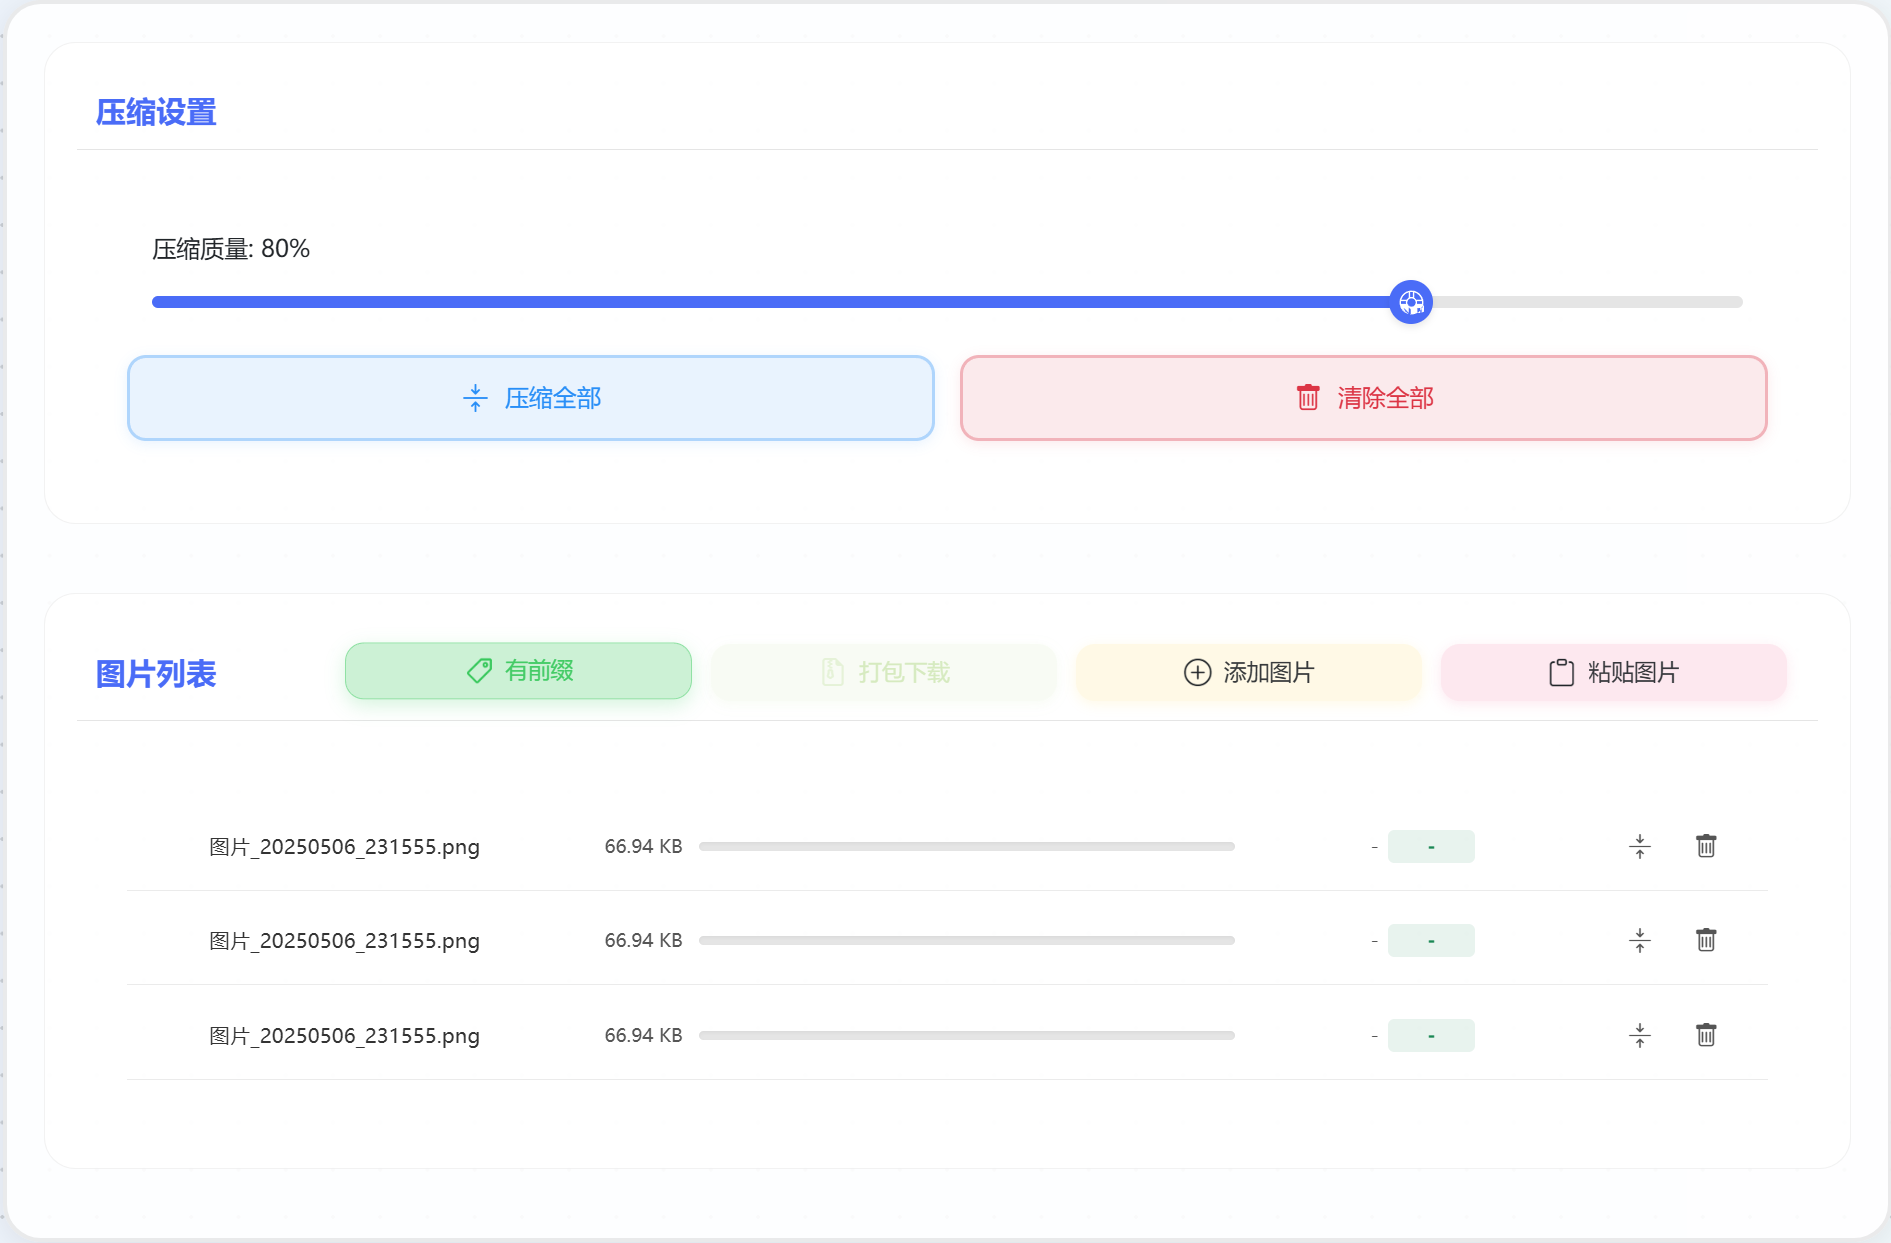 压缩设置
压缩质量: 80%
压缩全部
清除全部
图片列表
有前缀
打包下载
添加图片
粘贴图片
图片_20250506_231555.png 66.94 KB - -
图片_20250506_231555.png 66.94 KB - -
图片_20250506_231555.png 66.94 KB - -